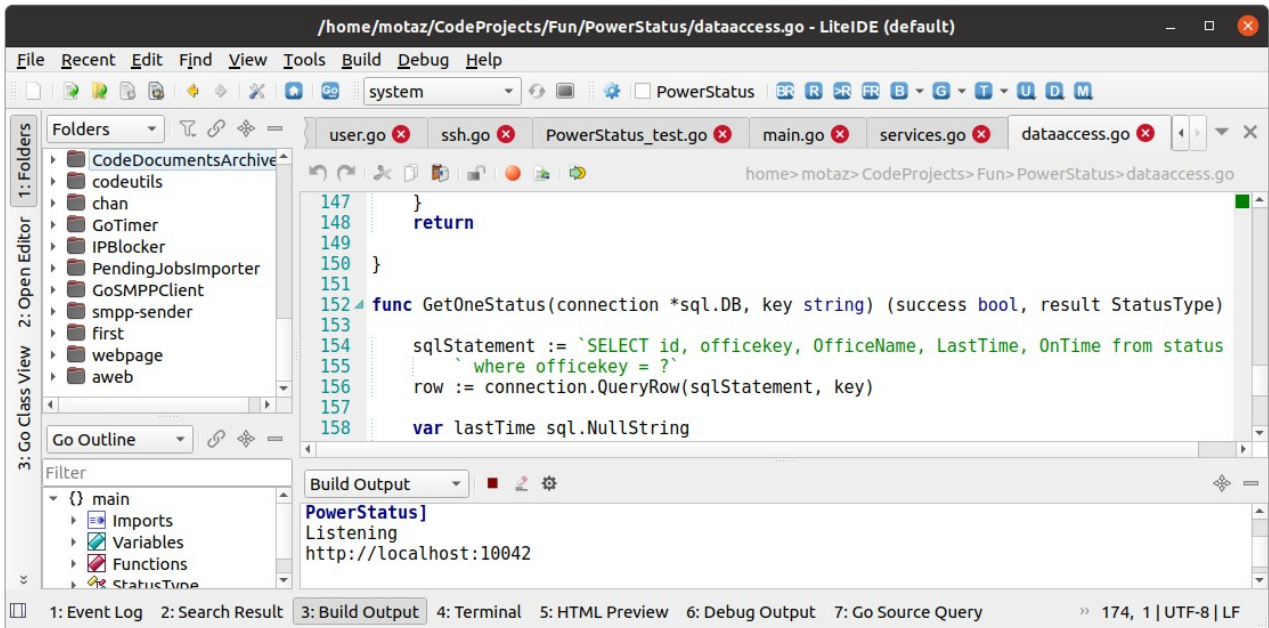 /home/motaz/CodeProjects/Fun/PowerStatus/dataaccess.go - LiteIDE (default)
File Recent Edit Find View Tools Build Debug Help
Go system PowerStatus BR R >R FR B G T U D M
1: Folders
2: Open Editor
3: Go Class View
Folders
CodeDocumentsArchive
codeutils
chan
GoTimer
IPBlocker
PendingJobsImporter
GoSMPPClient
smpp-sender
first
webpage
aweb
Go Outline
Filter
{} main
Imports
Variables
Functions
StatusType
user.go ssh.go PowerStatus_test.go main.go services.go dataaccess.go
home>motaz>CodeProjects>Fun>PowerStatus>dataaccess.go
147 }
148 return
149
150 }
151
152 func GetOneStatus(connection *sql.DB, key string) (success bool, result StatusType)
153
154 sqlStatement := `SELECT id, officekey, OfficeName, LastTime, OnTime from status
155 ` where officekey = ?`
156 row := connection.QueryRow(sqlStatement, key)
157
158 var lastTime sql.NullString
Build Output
PowerStatus]
Listening
http://localhost:10042
1: Event Log 2: Search Result 3: Build Output 4: Terminal 5: HTML Preview 6: Debug Output 7: Go Source Query » 174, 1 | UTF-8 | LF